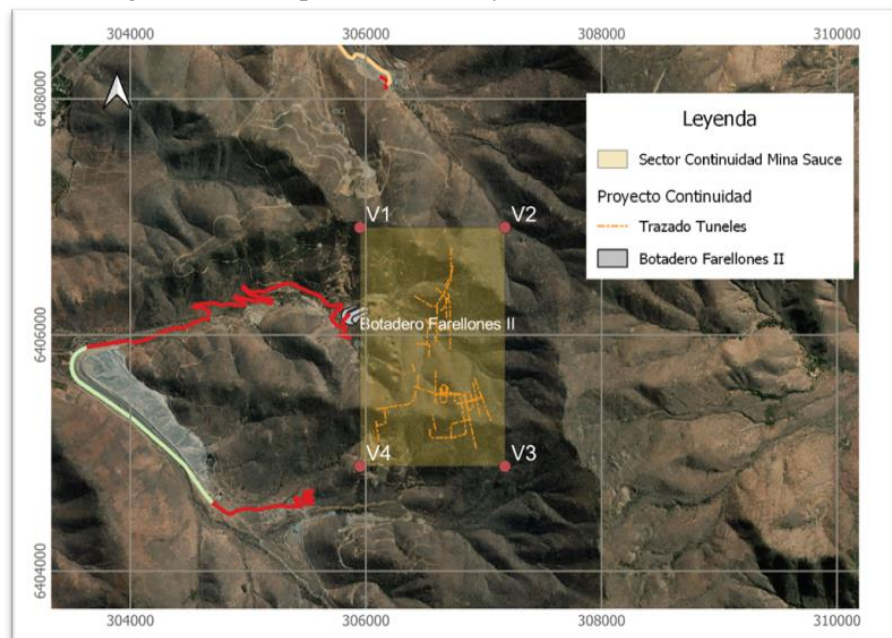 304000 306000 308000 310000
6408000
6406000
6404000
Leyenda
Sector Continuidad Mina Sauce
Proyecto Continuidad
Trazado Tuneles
Botadero Farellones II
V1 V2
Botadero Farellones II
V4 V3
304000 306000 308000 310000